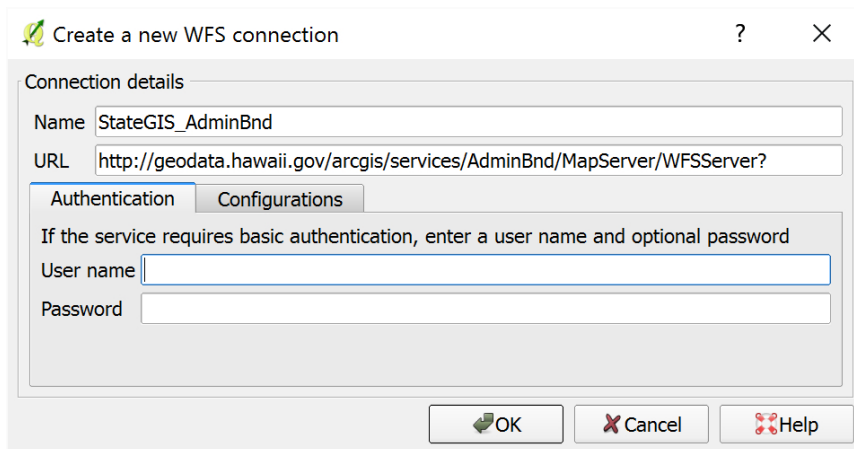 Create a new WFS connection ?
Connection details
Name StateGIS_AdminBnd
URL http://geodata.hawaii.gov/arcgis/services/AdminBnd/MapServer/WFSServer?
Authentication Configurations
If the service requires basic authentication, enter a user name and optional password
User name
Password
OK Cancel Help